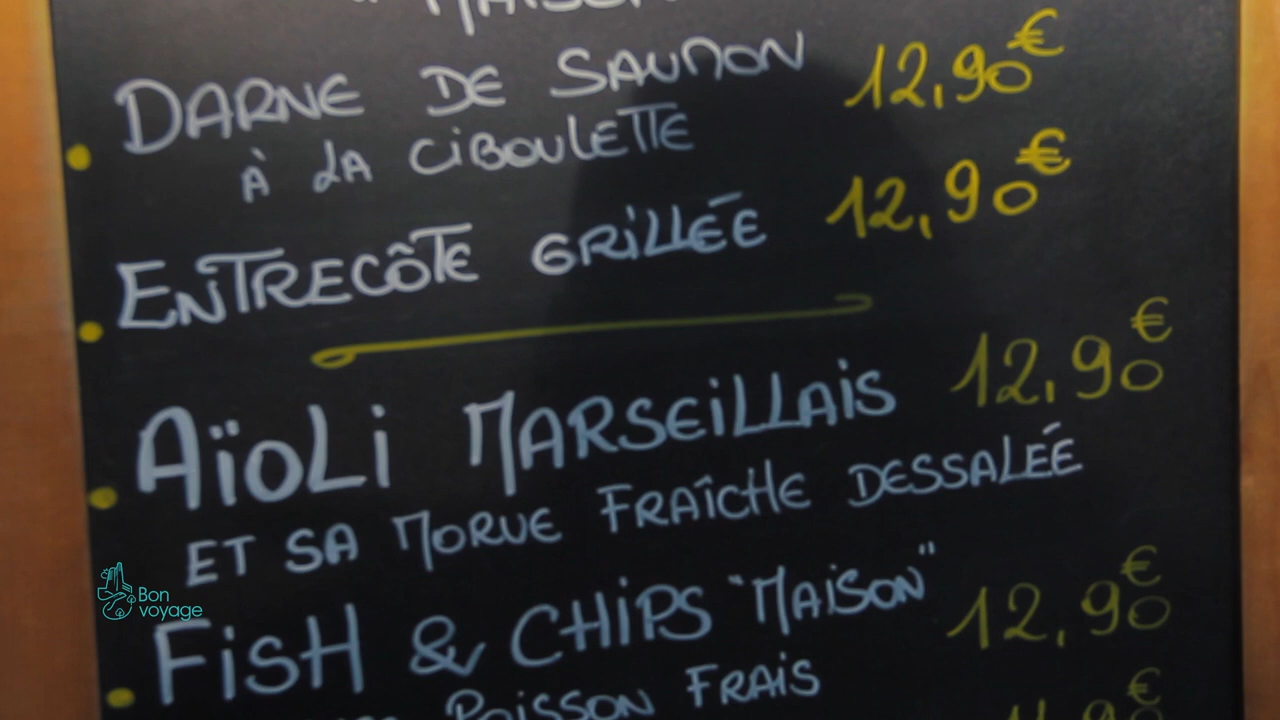 "MAISON"
DARNE DE SAUMON 12,90€
À LA CIBOULETTE
ENTRECÔTE GRILLÉE 12,90€
AÏOLI MARSEILLAIS 12,90€
ET SA MORUE FRAÎCHE DESSALÉE
FISH & CHIPS "MAISON" 12,90€
POISSON FRAIS
Bon
voyage